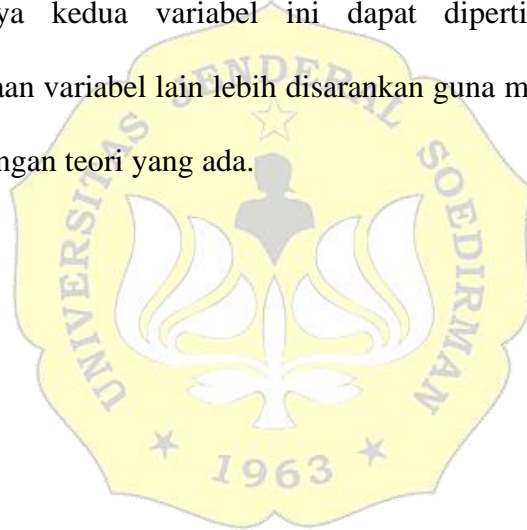 ya kedua variabel ini dapat diperti
aan variabel lain lebih disarankan guna m
ngan teori yang ada.
UNIVERSITAS JENDERAL SOEDIRMAN
1963